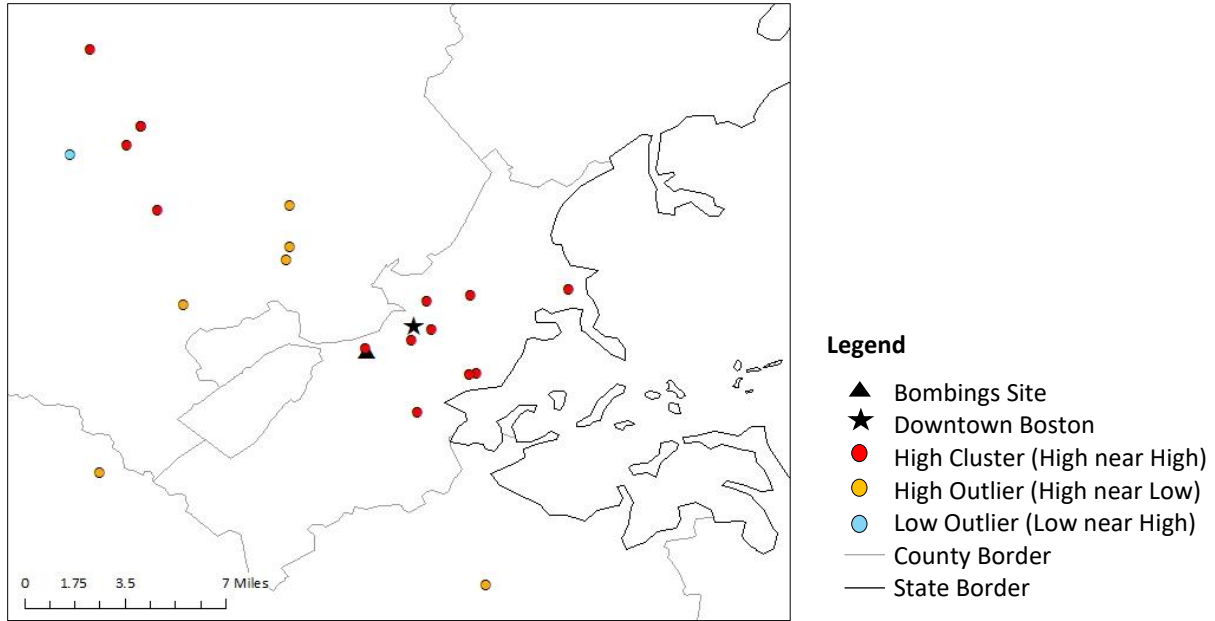 Legend
Bombings Site
Downtown Boston
High Cluster (High near High)
High Outlier (High near Low)
Low Outlier (Low near High)
County Border
State Border
0 1.75 3.5 7 Miles